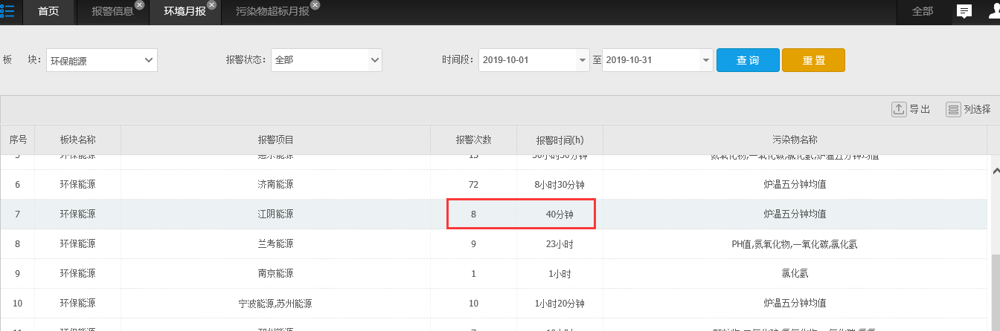 首页 报警信息 环境月报 污染物超标月报 全部
板 块: 环保能源 报警状态: 全部 时间段: 2019-10-01 至 2019-10-31 查询 重置
导出 列选择
序号 板块名称 报警项目 报警次数 报警时间(h) 污染物名称
环保能源 惠东能源 氮氧化物,一氧化碳,氯化氢,炉温五分钟均值
6 环保能源 济南能源 72 8小时30分钟 炉温五分钟均值
7 环保能源 江阴能源 8 40分钟 炉温五分钟均值
8 环保能源 兰考能源 9 23小时 PH值,氮氧化物,一氧化碳,氯化氢
9 环保能源 南京能源 1 1小时 氯化氢
10 环保能源 宁波能源,苏州能源 10 1小时20分钟 炉温五分钟均值
11 环保能源